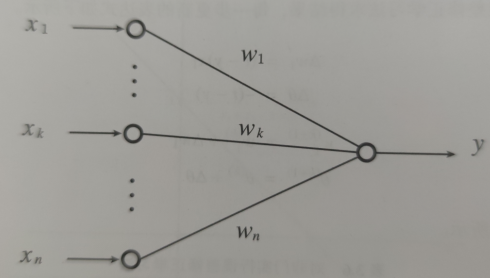 x₁
w₁
⋮
xₖ
wₖ
y
⋮
wₙ
xₙ